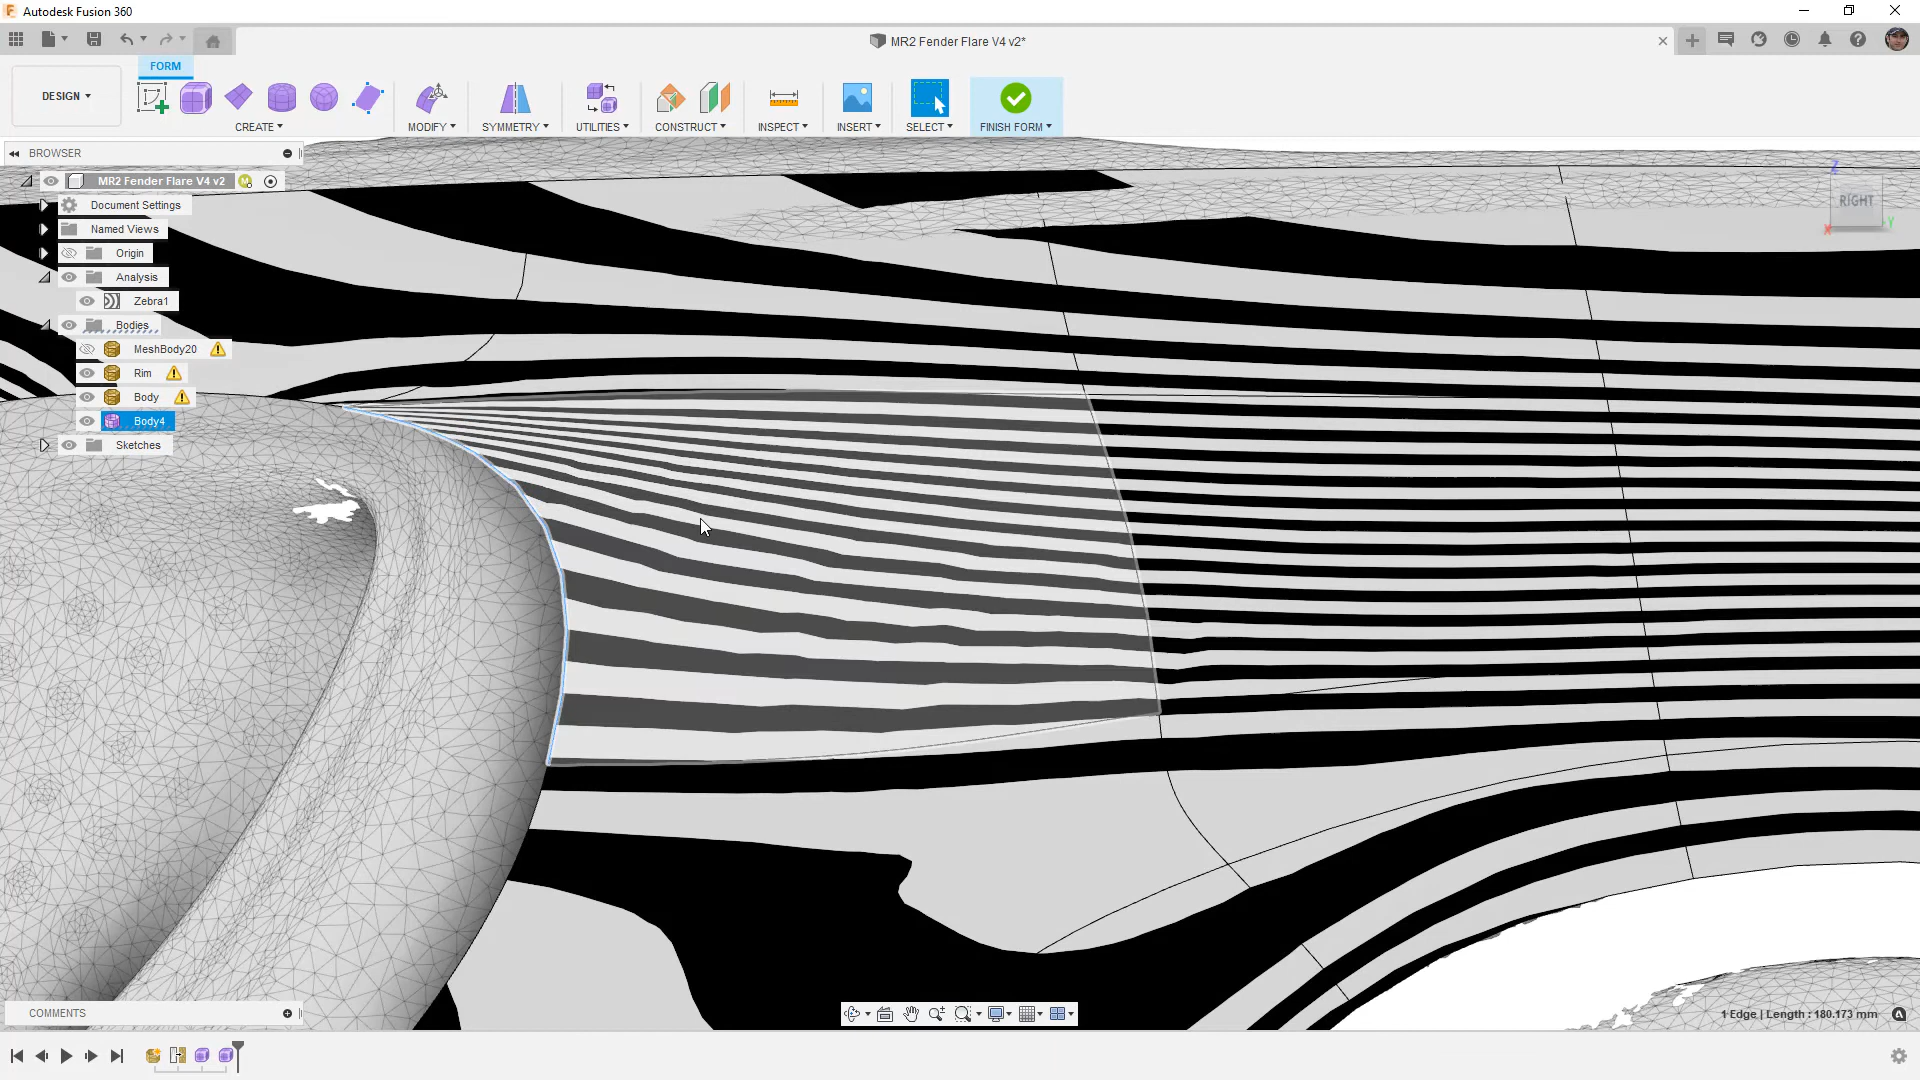 Autodesk Fusion 360
MR2 Fender Flare V4 v2*
FORM
DESIGN
CREATE
MODIFY
SYMMETRY
UTILITIES
CONSTRUCT
INSPECT
INSERT
SELECT
FINISH FORM
BROWSER
MR2 Fender Flare V4 v2
Document Settings
Named Views
Origin
Analysis
Zebra1
Bodies
MeshBody20
Rim
Body
Body4
Sketches
Z
RIGHT
Y
X
COMMENTS
1 Edge | Length : 180.173 mm